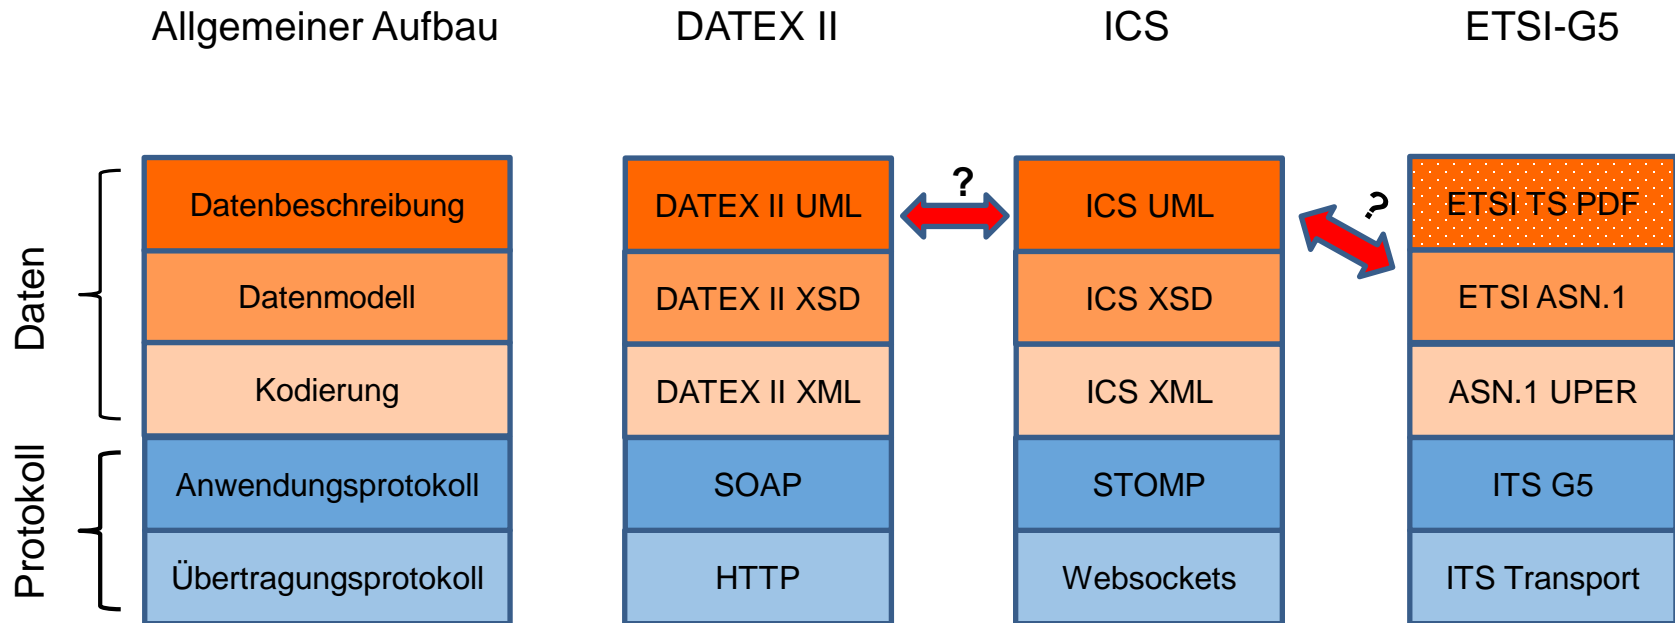 Allgemeiner Aufbau
DATEX II
ICS
ETSI-G5
Daten
Protokoll
Datenbeschreibung
DATEX II UML
?
ICS UML
?
ETSI TS PDF
Datenmodell
DATEX II XSD
ICS XSD
ETSI ASN.1
Kodierung
DATEX II XML
ICS XML
ASN.1 UPER
Anwendungsprotokoll
SOAP
STOMP
ITS G5
Übertragungsprotokoll
HTTP
Websockets
ITS Transport